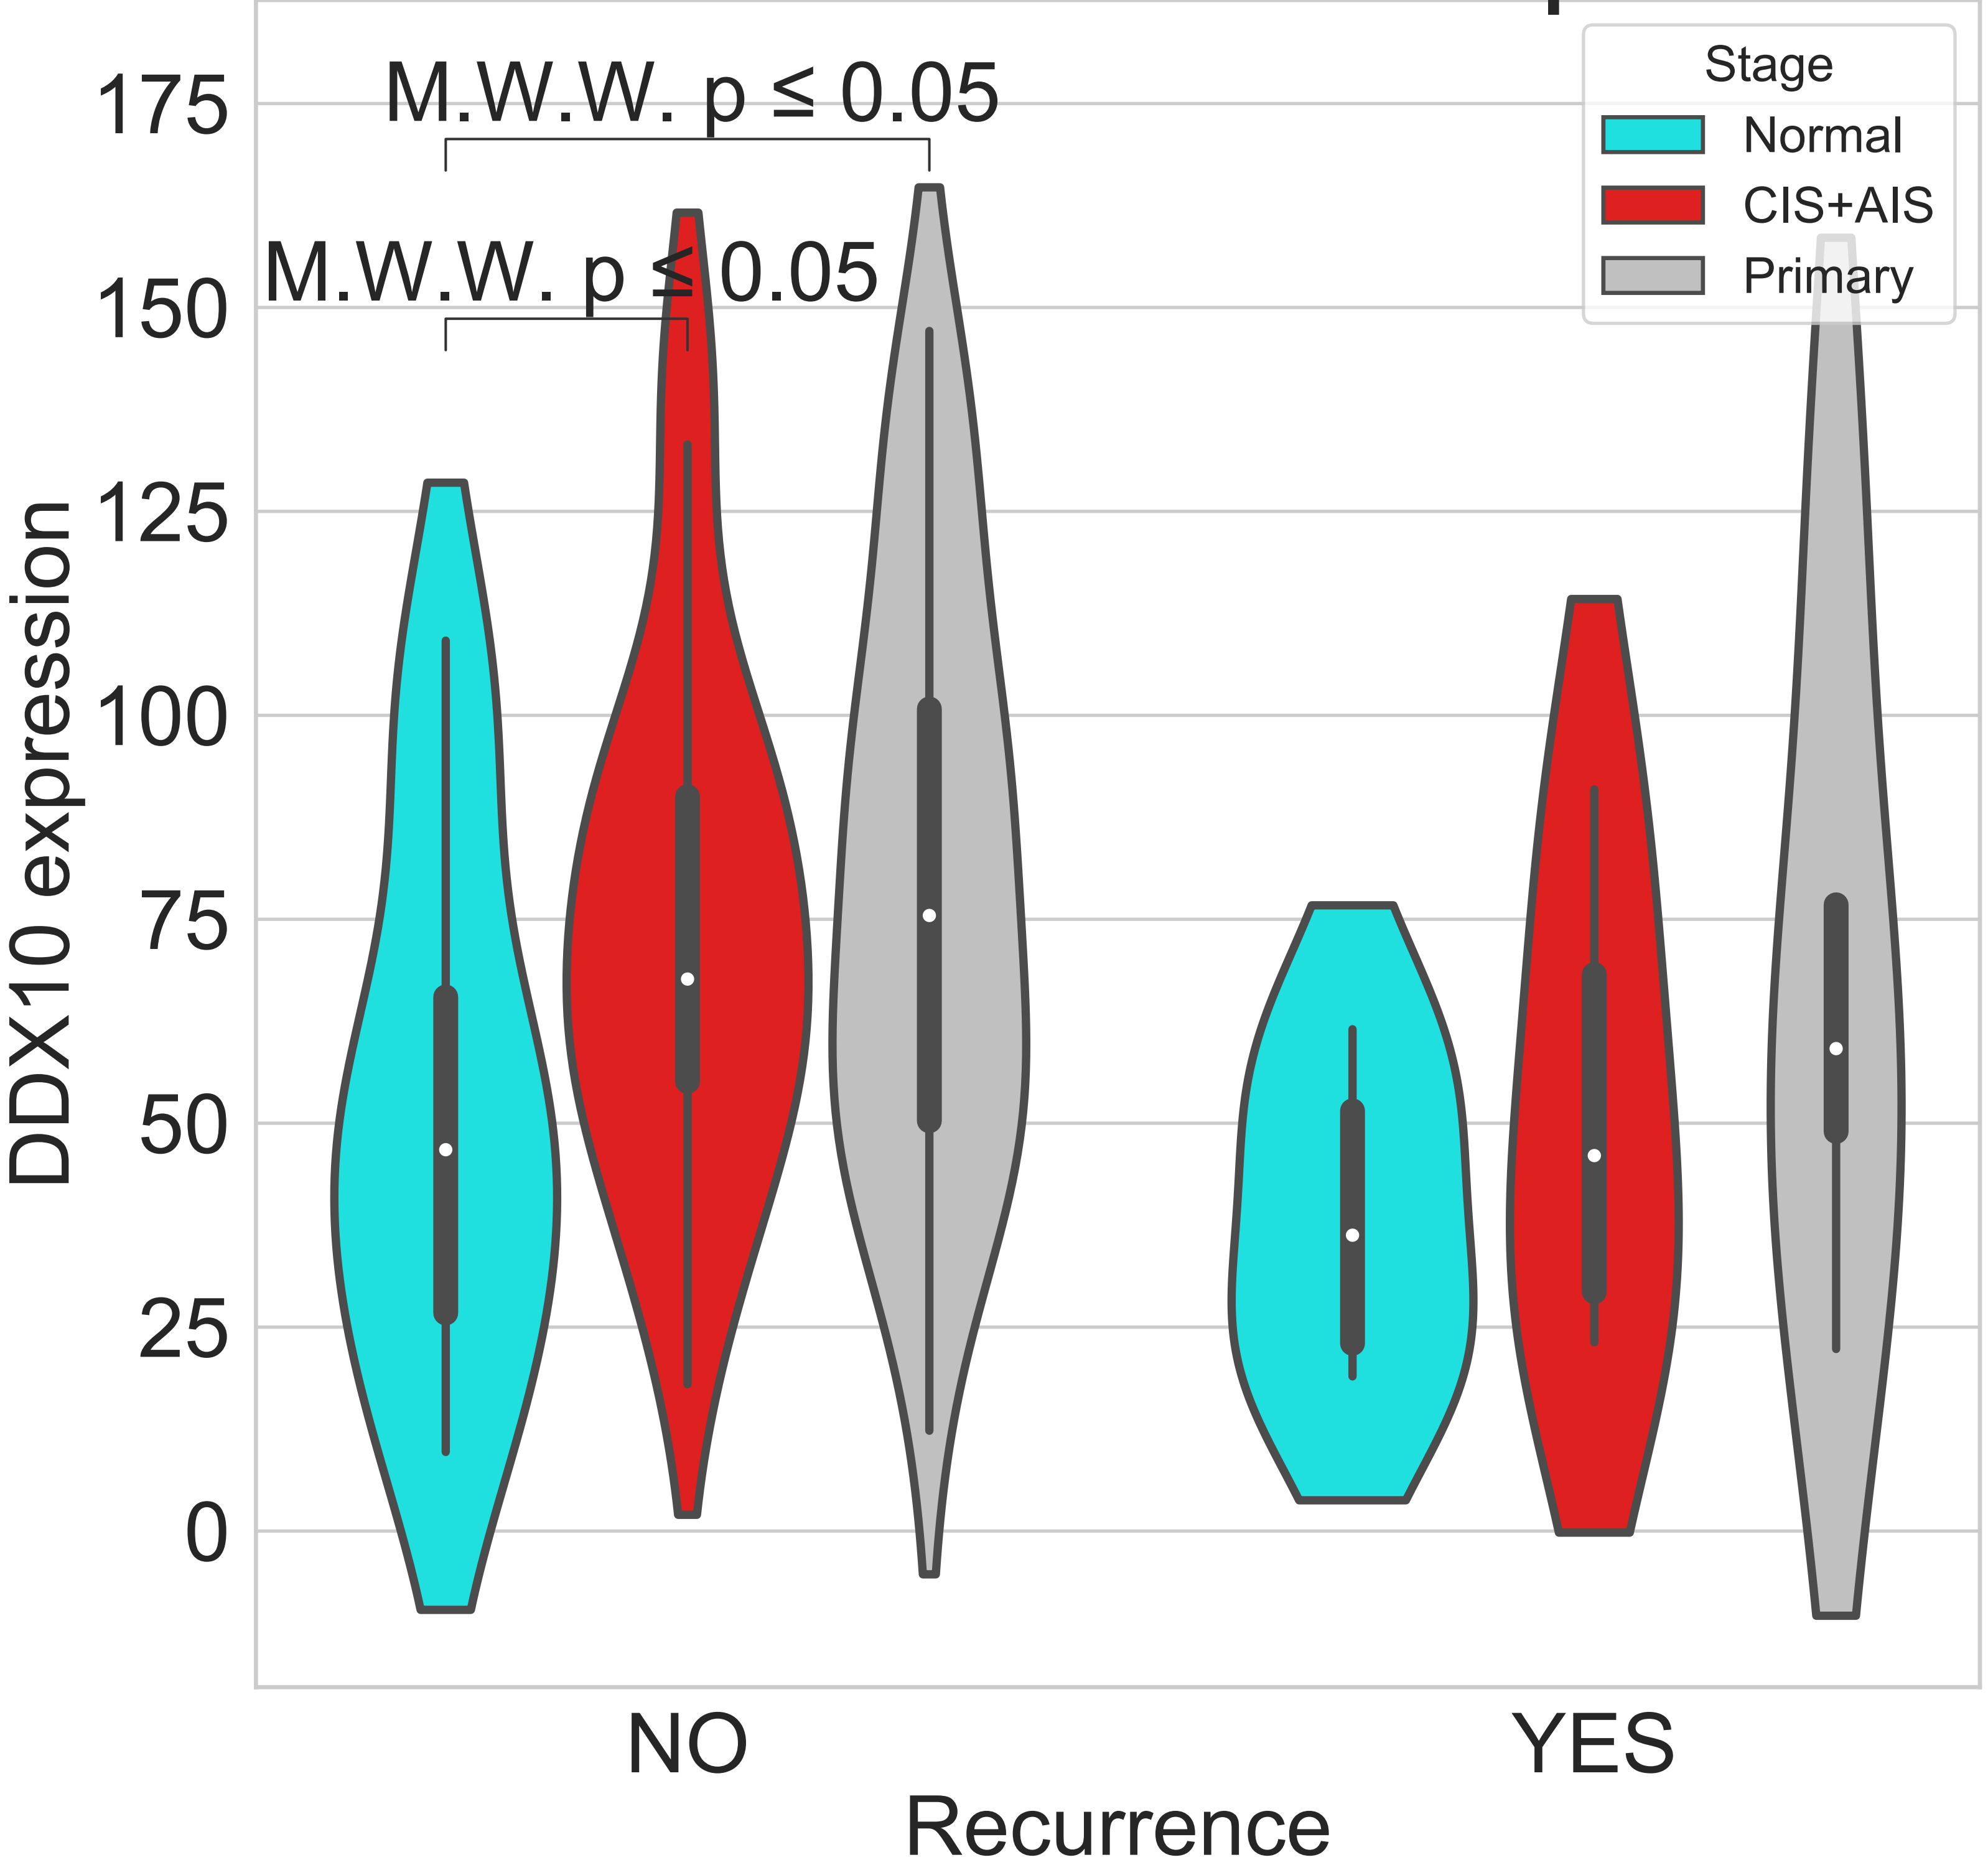 M.W.W. p ≤ 0.05
M.W.W. p ≤ 0.05
Stage
Normal
CIS+AIS
Primary
175
150
125
100
75
50
25
0
DDX10 expression
NO
YES
Recurrence